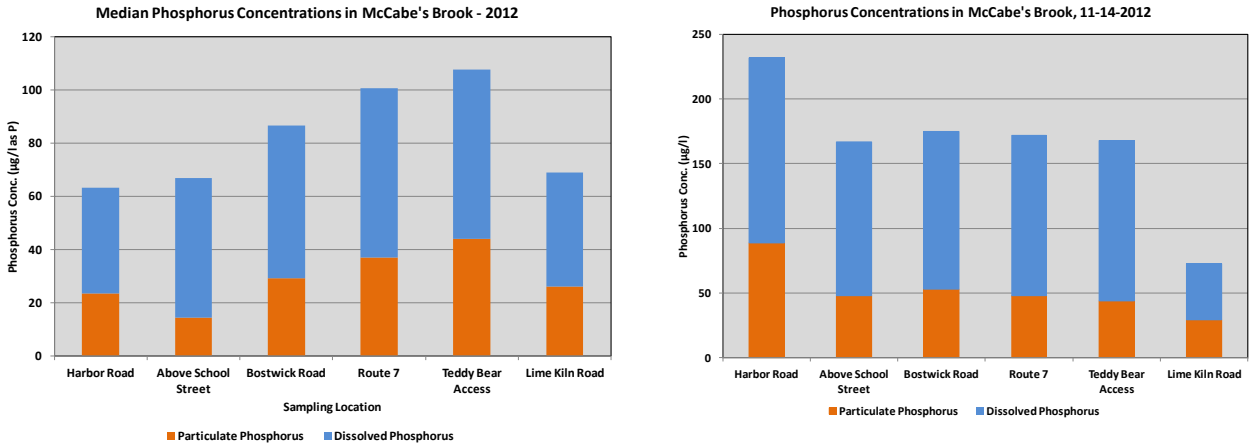 Median Phosphorus Concentrations in McCabe's Brook - 2012
120
100
80
60
40
20
0
Phosphorus Conc. (µg/l as P)
Harbor Road
Above School
Street
Bostwick Road
Route 7
Teddy Bear
Access
Lime Kiln Road
Sampling Location
Particulate Phosphorus
Dissolved Phosphorus
Phosphorus Concentrations in McCabe's Brook, 11-14-2012
250
200
150
100
50
0
Phosphorus Conc. (µg/l)
Harbor Road
Above School
Street
Bostwick Road
Route 7
Teddy Bear
Access
Lime Kiln Road
Particulate Phosphorus
Dissolved Phosphorus